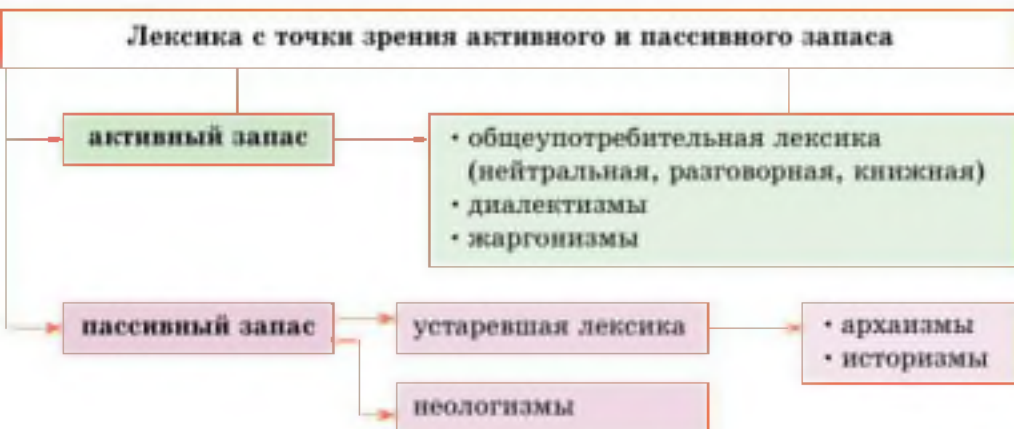 Лексика с точки зрения активного и пассивного запаса
активный запас
• общеупотребительная лексика
(нейтральная, разговорная, книжная)
• диалектизмы
• жаргонизмы
пассивный запас
устаревшая лексика
• архаизмы
• историзмы
неологизмы